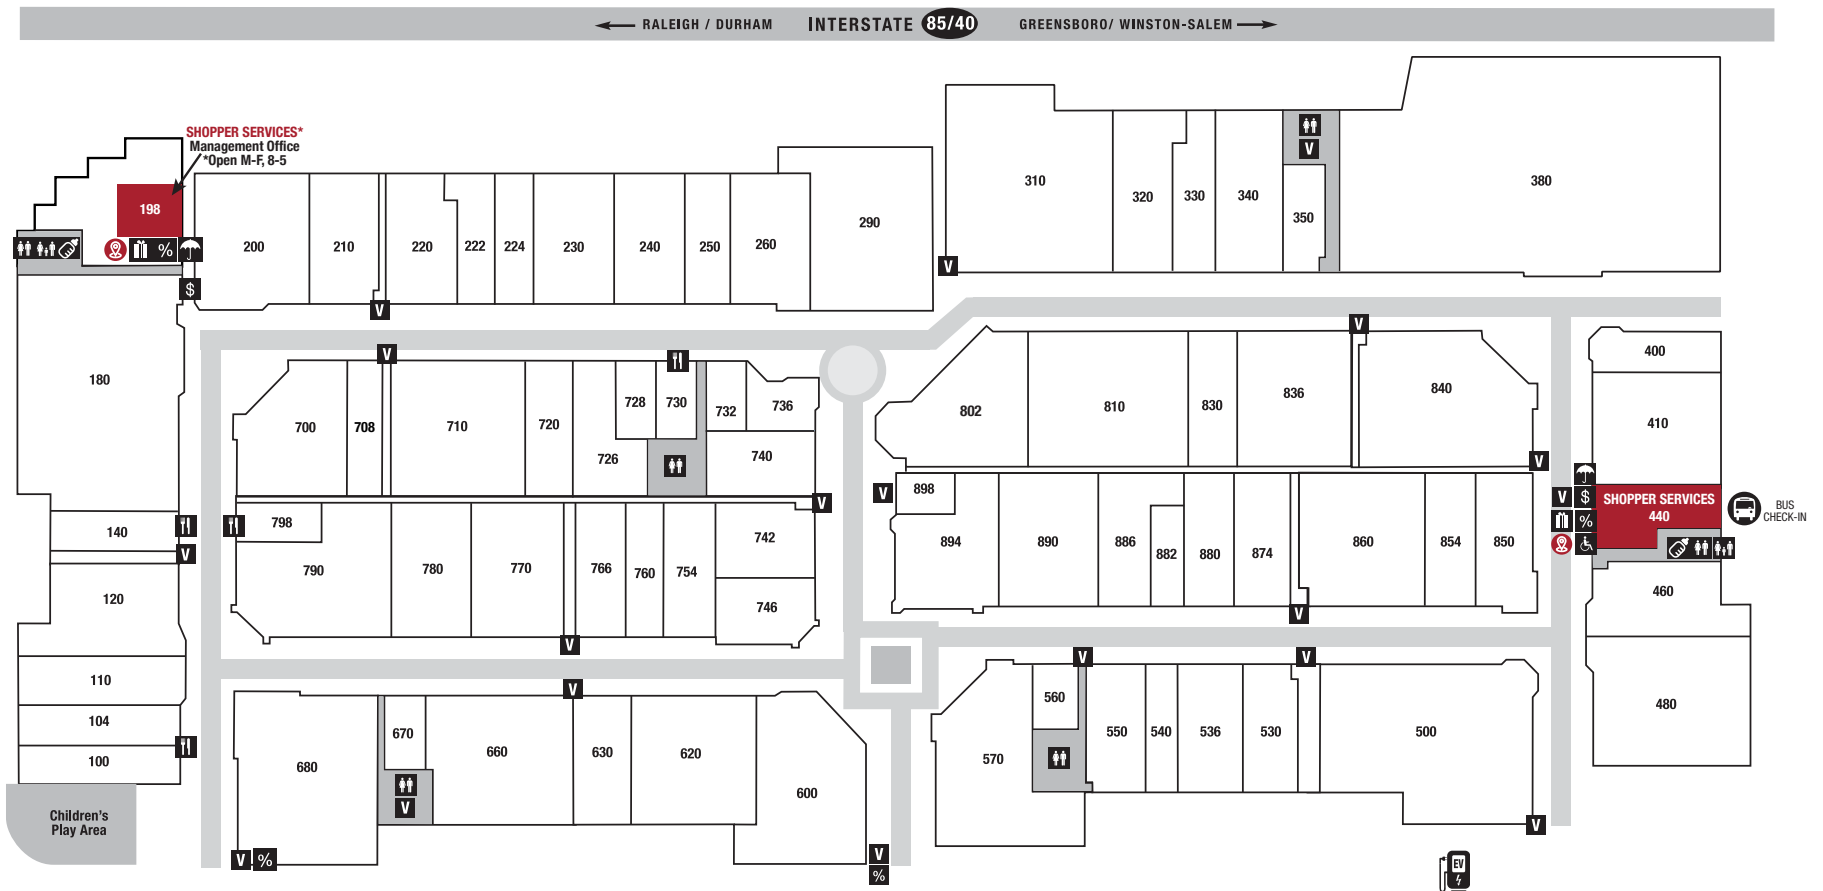 RALEIGH / DURHAM INTERSTATE 85/40 GREENSBORO/ WINSTON-SALEM
SHOPPER SERVICES*
Management Office
*Open M-F, 8-5
198
%
$
200
210
220
222
224
230
240
250
260
290
V
310
320
330
340
350
380
V
V
180
140
V
120
110
104
100
Children's
Play Area
V
700
708
710
720
726
728
730
732
736
740
V
798
790
780
770
766
760
754
742
746
V
V
802
810
830
836
840
V
V
898
894
890
886
882
880
874
860
854
850
V
400
410
V $
%
SHOPPER SERVICES
440
BUS
CHECK-IN
460
480
V
680
670
V
660
630
620
600
V %
V
%
V
V
570
560
550
540
536
530
500
V
EV